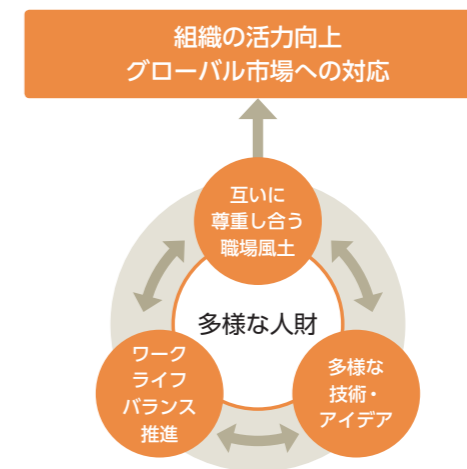 組織の活力向上
グローバル市場への対応
互いに
尊重し合う
職場風土
多様な人財
ワーク
ライフ
バランス
推進
多様な
技術・
アイデア